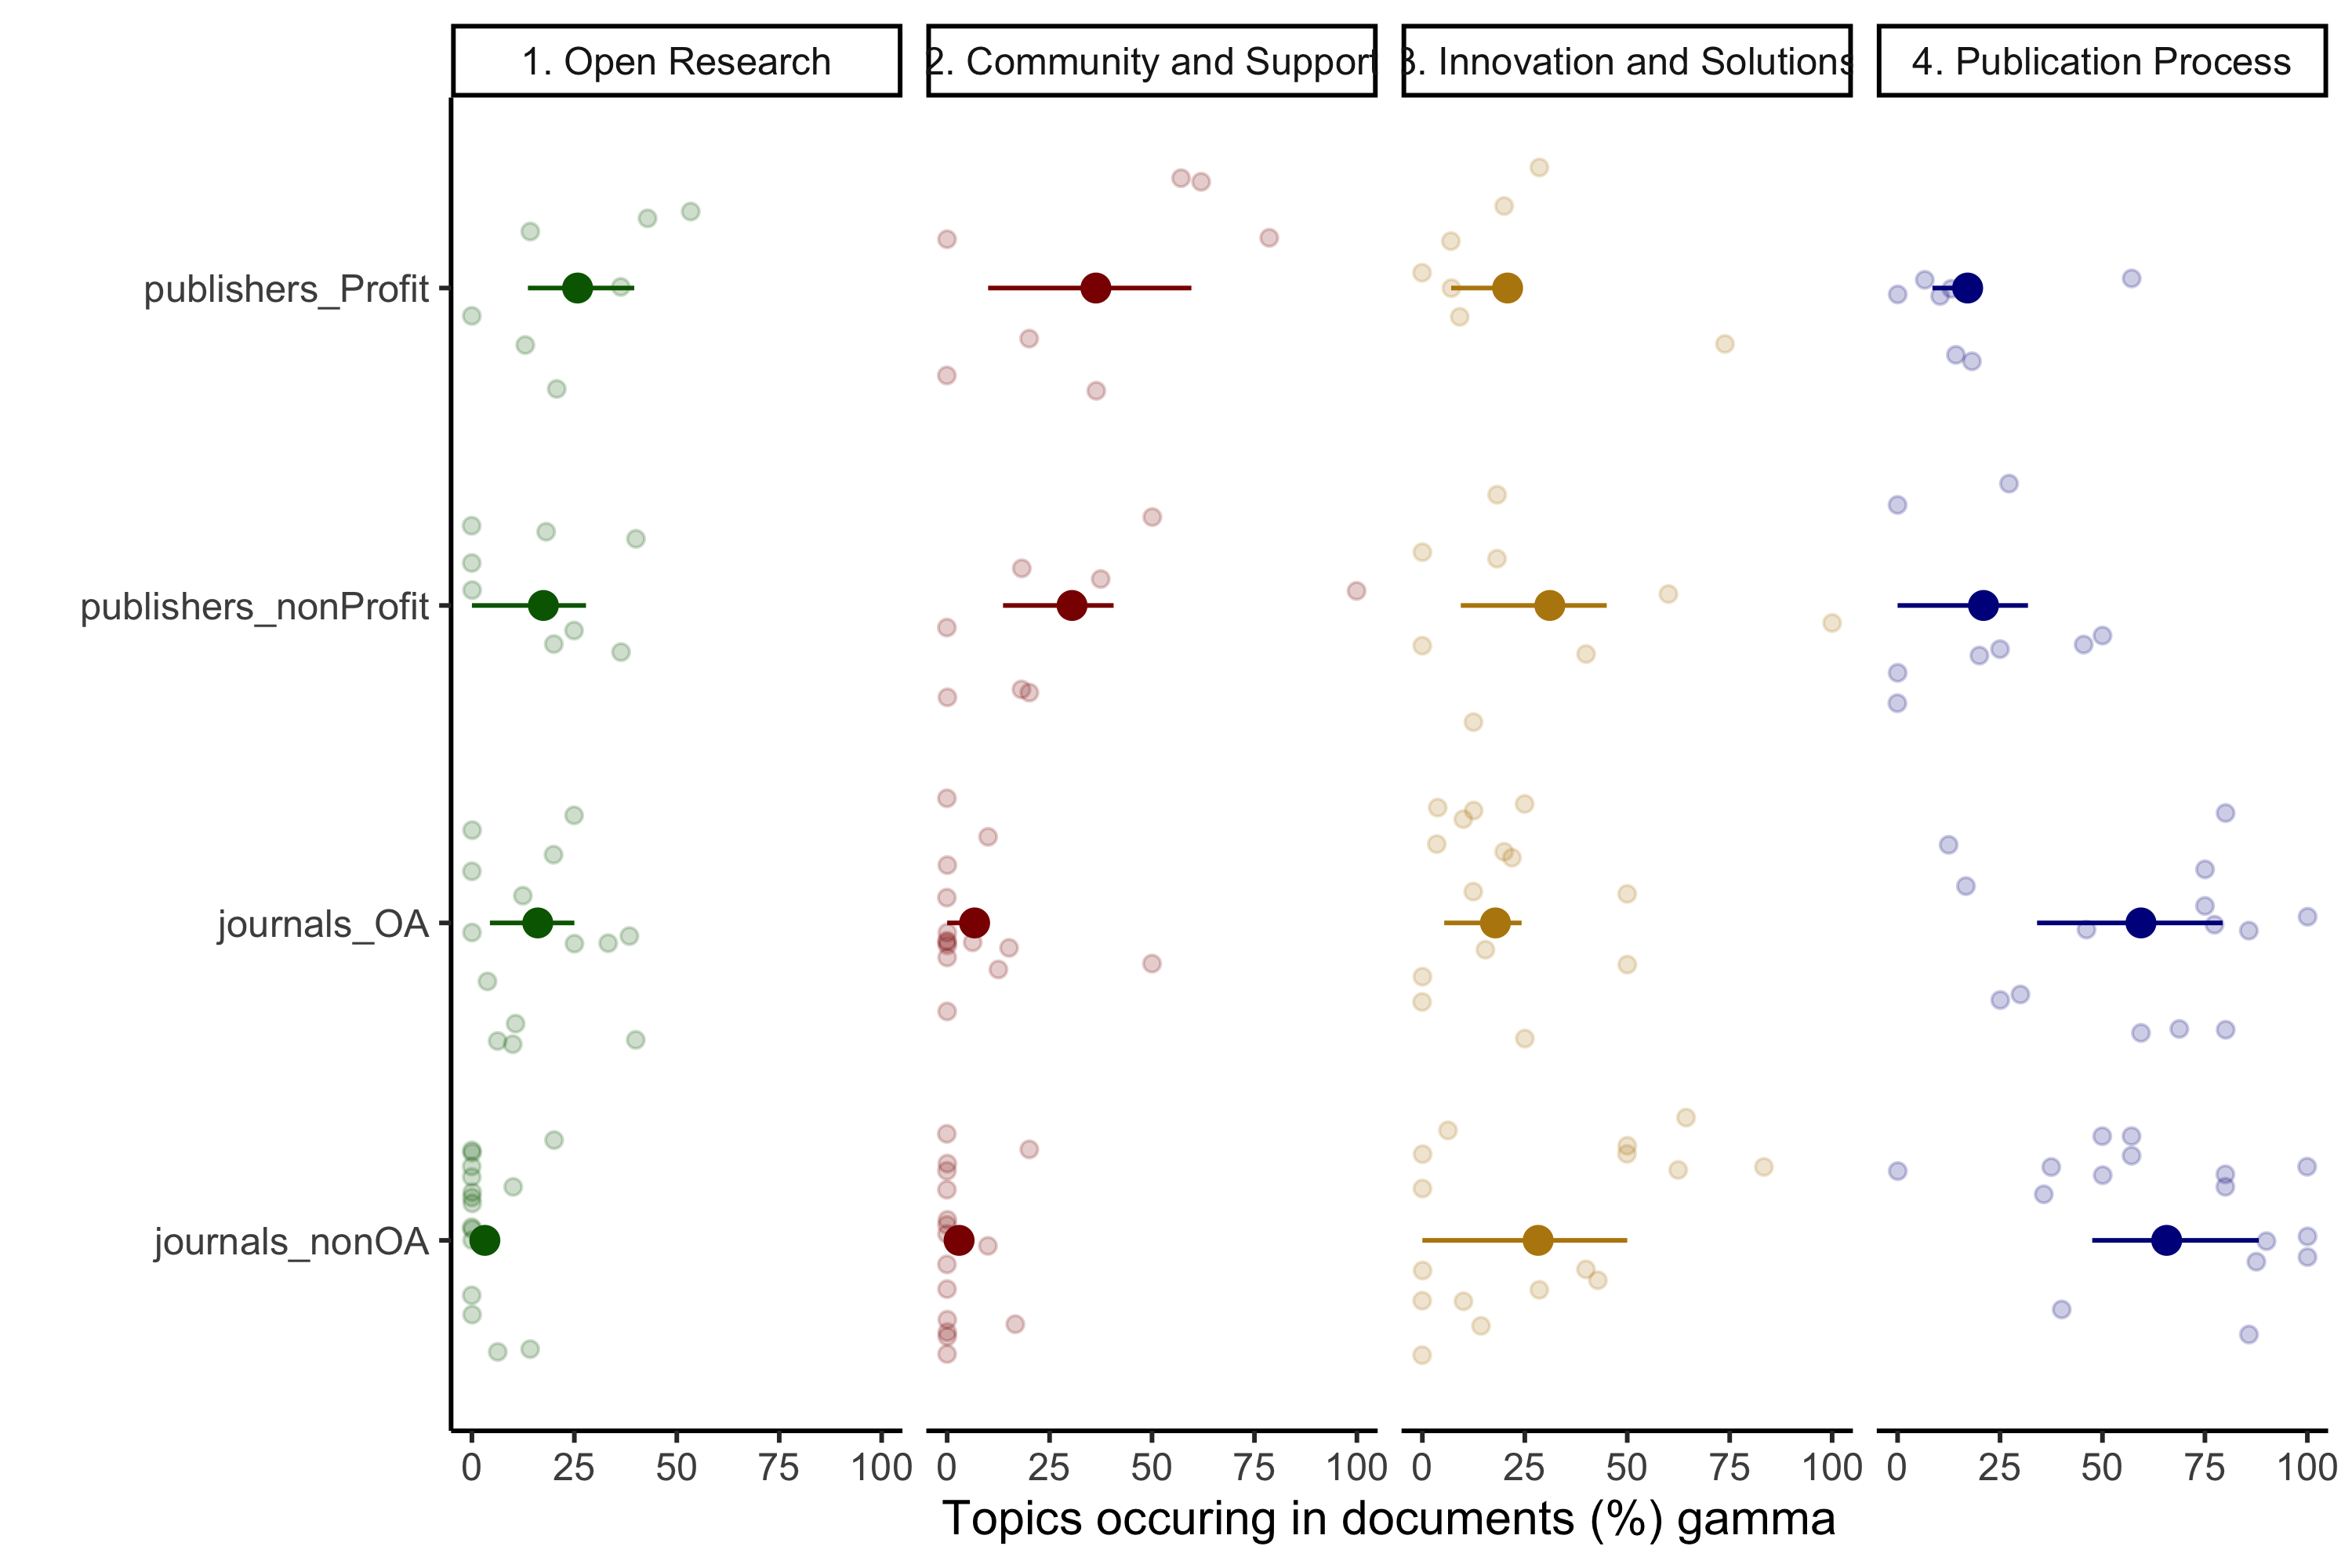 1. Open Research
2. Community and Support
3. Innovation and Solutions
4. Publication Process
publishers_Profit
publishers_nonProfit
journals_OA
journals_nonOA
0 25 50 75 100 0 25 50 75 100 0 25 50 75 100 0 25 50 75 100
Topics occuring in documents (%) gamma